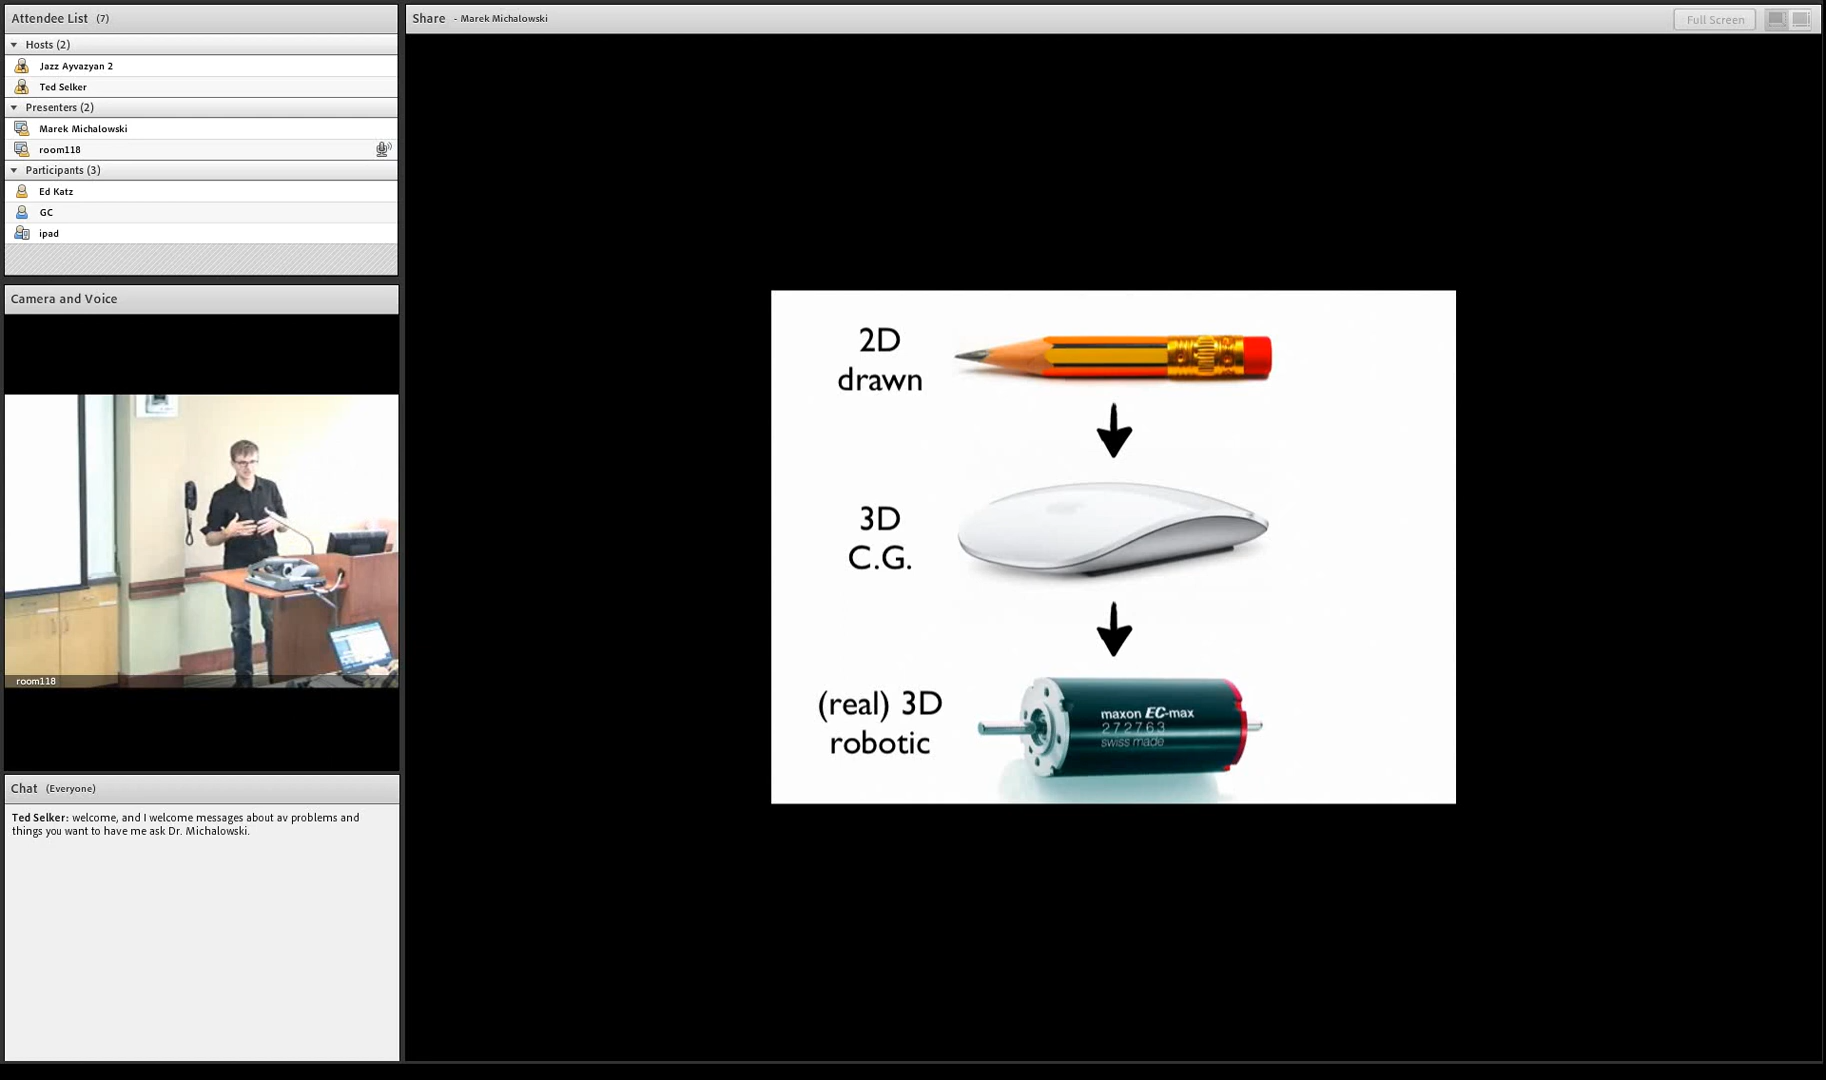 Attendee List (7)
Hosts (2)
Jazz Ayvazyan 2
Ted Selker
Presenters (2)
Marek Michalowski
room118
Participants (3)
Ed Katz
GC
ipad
Camera and Voice
room118
Chat (Everyone)
Ted Selker: welcome, and I welcome messages about av problems and
things you want to have me ask Dr. Michalowski.
Share - Marek Michalowski
Full Screen
2D
drawn
3D
C.G.
(real) 3D
robotic
maxon EC-max
272763
swiss made